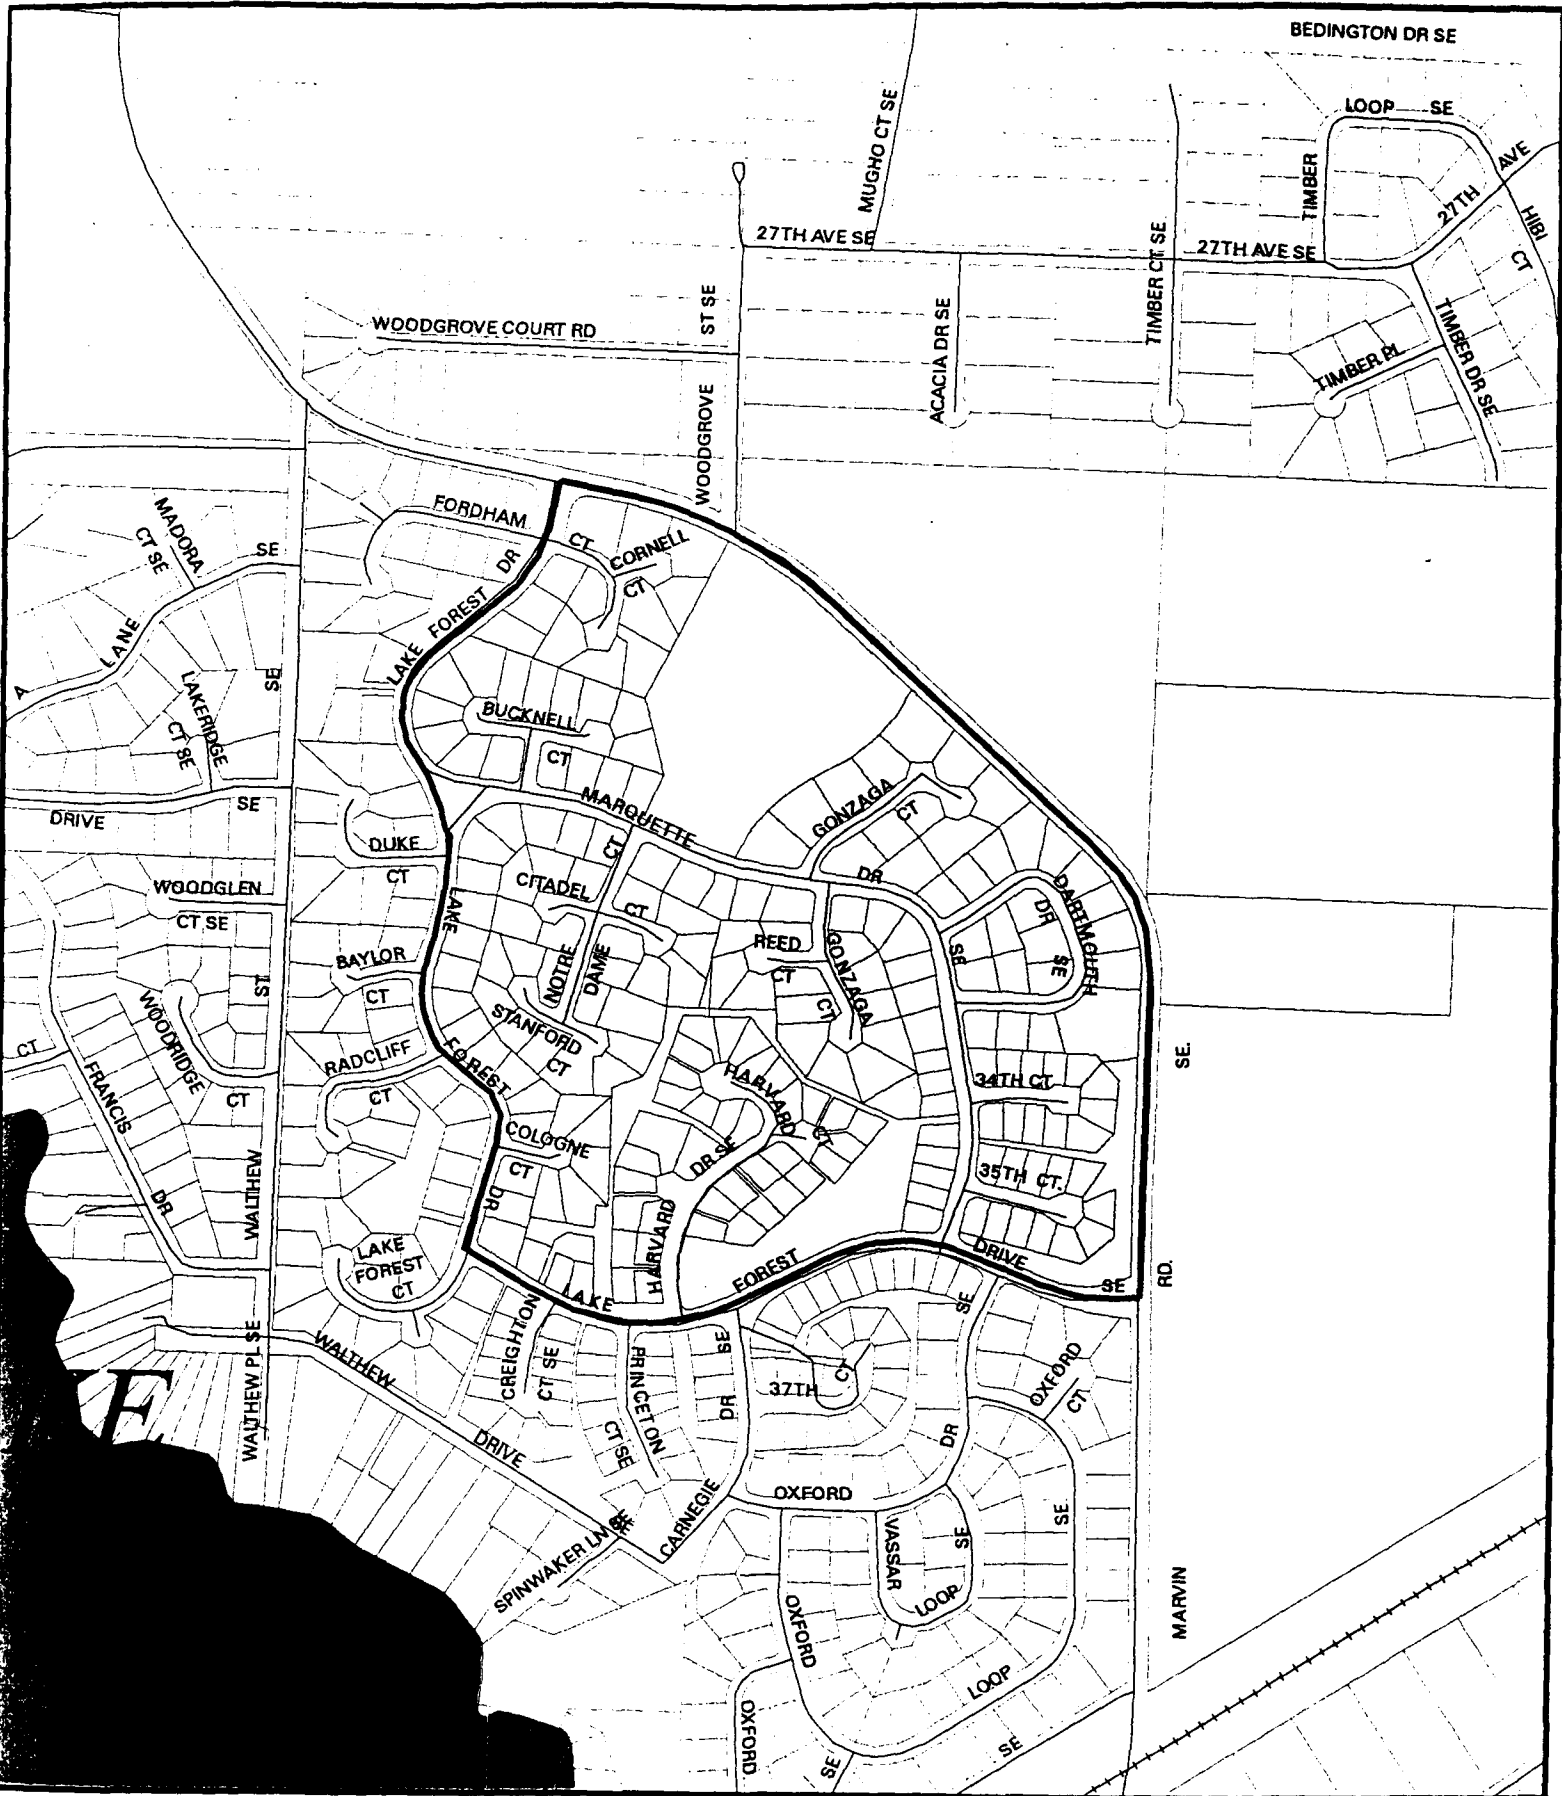 BEDINGTON DR SE
LOOP SE
TIMBER
27TH AVE
HIBI CT
MUGHO CT SE
27TH AVE SE
27TH AVE SE
TIMBER CT SE
ACACIA DR SE
TIMBER PL
TIMBER DR SE
WOODGROVE COURT RD
WOODGROVE ST SE
FORDHAM CT
CORNELL CT
MADORA CT SE
A LANE SE
LAKE FOREST DR
LAKERIDGE CT SE
SE
BUCKNELL CT
DRIVE SE
DUKE CT
MARQUETTE DR SE
GONZAGA CT
WOODGLEN CT SE
CITADEL CT
CT
NOTRE DAME
DARTMOUTH DR SE
REED CT
GONZAGA CT
BAYLOR CT
LAKE FOREST DR
STANFORD CT
WOODRIDGE CT
CT
FRANCIS DR
RADCLIFF CT
HARVARD CT
34TH CT
35TH CT.
COLOGNE CT
HARVARD DR SE
WALTHEW ST
LAKE FOREST CT
LAKE FOREST DRIVE SE
MARVIN RD. SE.
CREIGHTON CT SE
PRINCETON CT SE
CARNEGIE DR SE
37TH CT
OXFORD CT
OXFORD DR SE
WALTHEW PL SE
WALTHEW DRIVE
SPINWAKER LN SE
VASSAR LOOP SE
OXFORD LOOP SE
OXFORD SE
SE
E